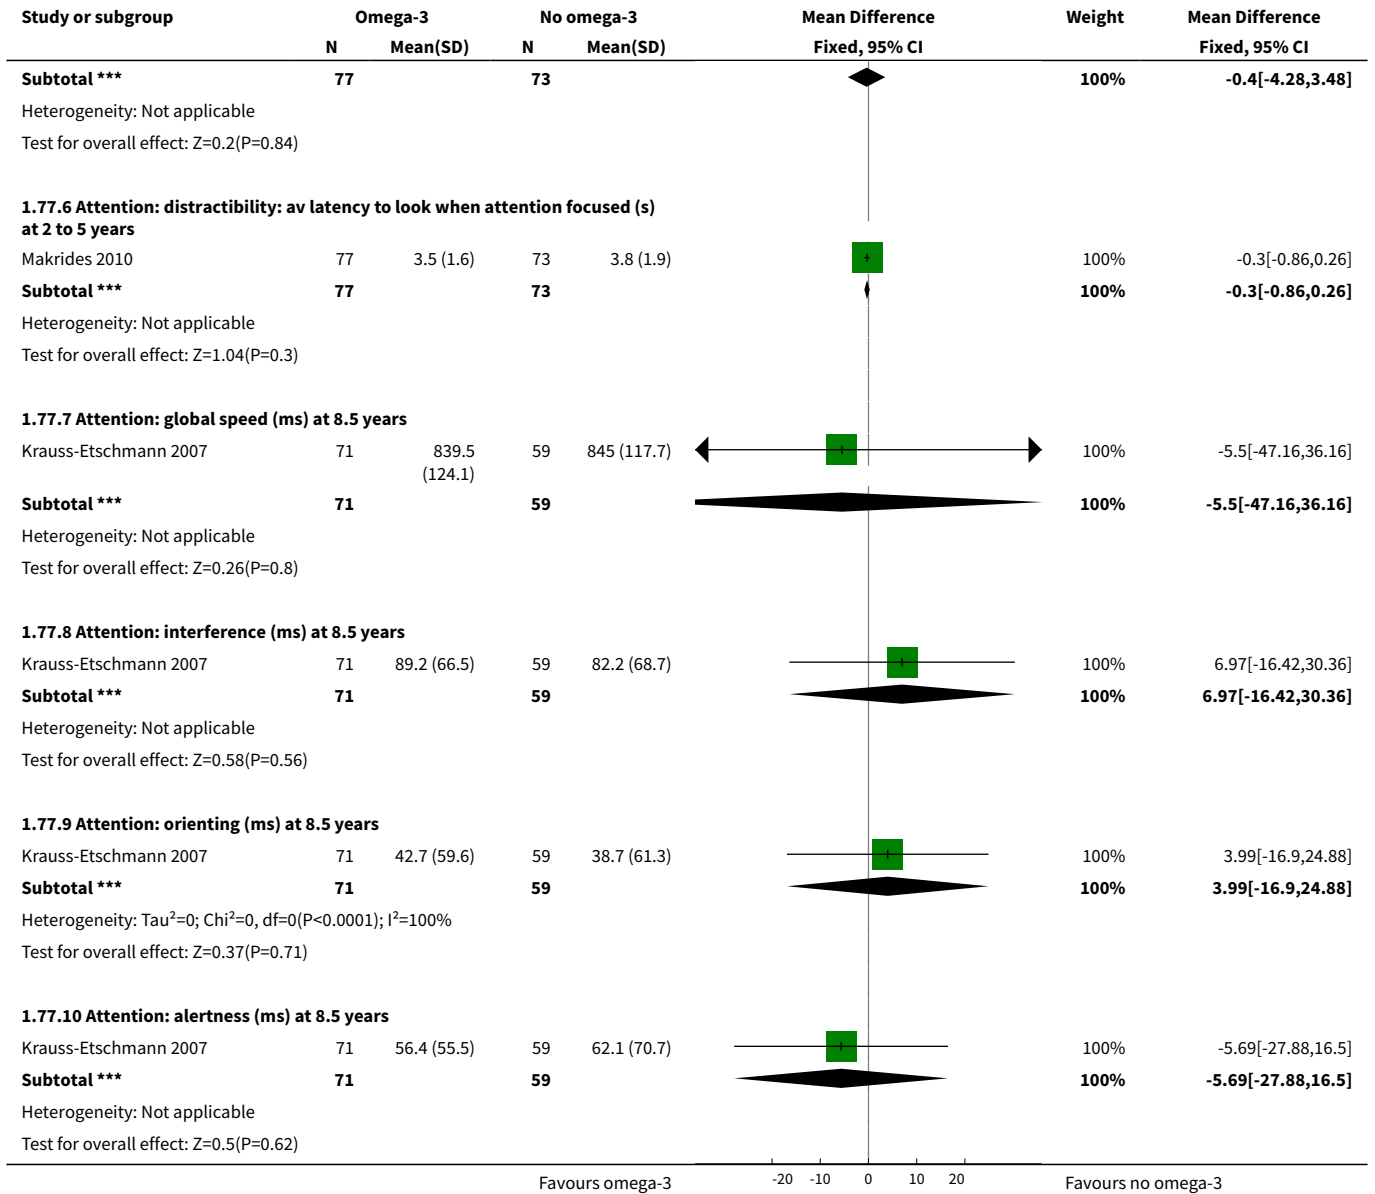 Study or subgroup Omega-3 No omega-3 Mean Difference Weight Mean Difference
N Mean(SD) N Mean(SD) Fixed, 95% CI Fixed, 95% CI
Subtotal *** 77 73 100% -0.4[-4.28,3.48]
Heterogeneity: Not applicable
Test for overall effect: Z=0.2(P=0.84)
1.77.6 Attention: distractibility: av latency to look when attention focused (s)
at 2 to 5 years
Makrides 2010 77 3.5 (1.6) 73 3.8 (1.9) 100% -0.3[-0.86,0.26]
Subtotal *** 77 73 100% -0.3[-0.86,0.26]
Heterogeneity: Not applicable
Test for overall effect: Z=1.04(P=0.3)
1.77.7 Attention: global speed (ms) at 8.5 years
Krauss-Etschmann 2007 71 839.5 59 845 (117.7) 100% -5.5[-47.16,36.16]
(124.1)
Subtotal *** 71 59 100% -5.5[-47.16,36.16]
Heterogeneity: Not applicable
Test for overall effect: Z=0.26(P=0.8)
1.77.8 Attention: interference (ms) at 8.5 years
Krauss-Etschmann 2007 71 89.2 (66.5) 59 82.2 (68.7) 100% 6.97[-16.42,30.36]
Subtotal *** 71 59 100% 6.97[-16.42,30.36]
Heterogeneity: Not applicable
Test for overall effect: Z=0.58(P=0.56)
1.77.9 Attention: orienting (ms) at 8.5 years
Krauss-Etschmann 2007 71 42.7 (59.6) 59 38.7 (61.3) 100% 3.99[-16.9,24.88]
Subtotal *** 71 59 100% 3.99[-16.9,24.88]
Heterogeneity: Tau²=0; Chi²=0, df=0(P<0.0001); I²=100%
Test for overall effect: Z=0.37(P=0.71)
1.77.10 Attention: alertness (ms) at 8.5 years
Krauss-Etschmann 2007 71 56.4 (55.5) 59 62.1 (70.7) 100% -5.69[-27.88,16.5]
Subtotal *** 71 59 100% -5.69[-27.88,16.5]
Heterogeneity: Not applicable
Test for overall effect: Z=0.5(P=0.62)
Favours omega-3 -20 -10 0 10 20 Favours no omega-3